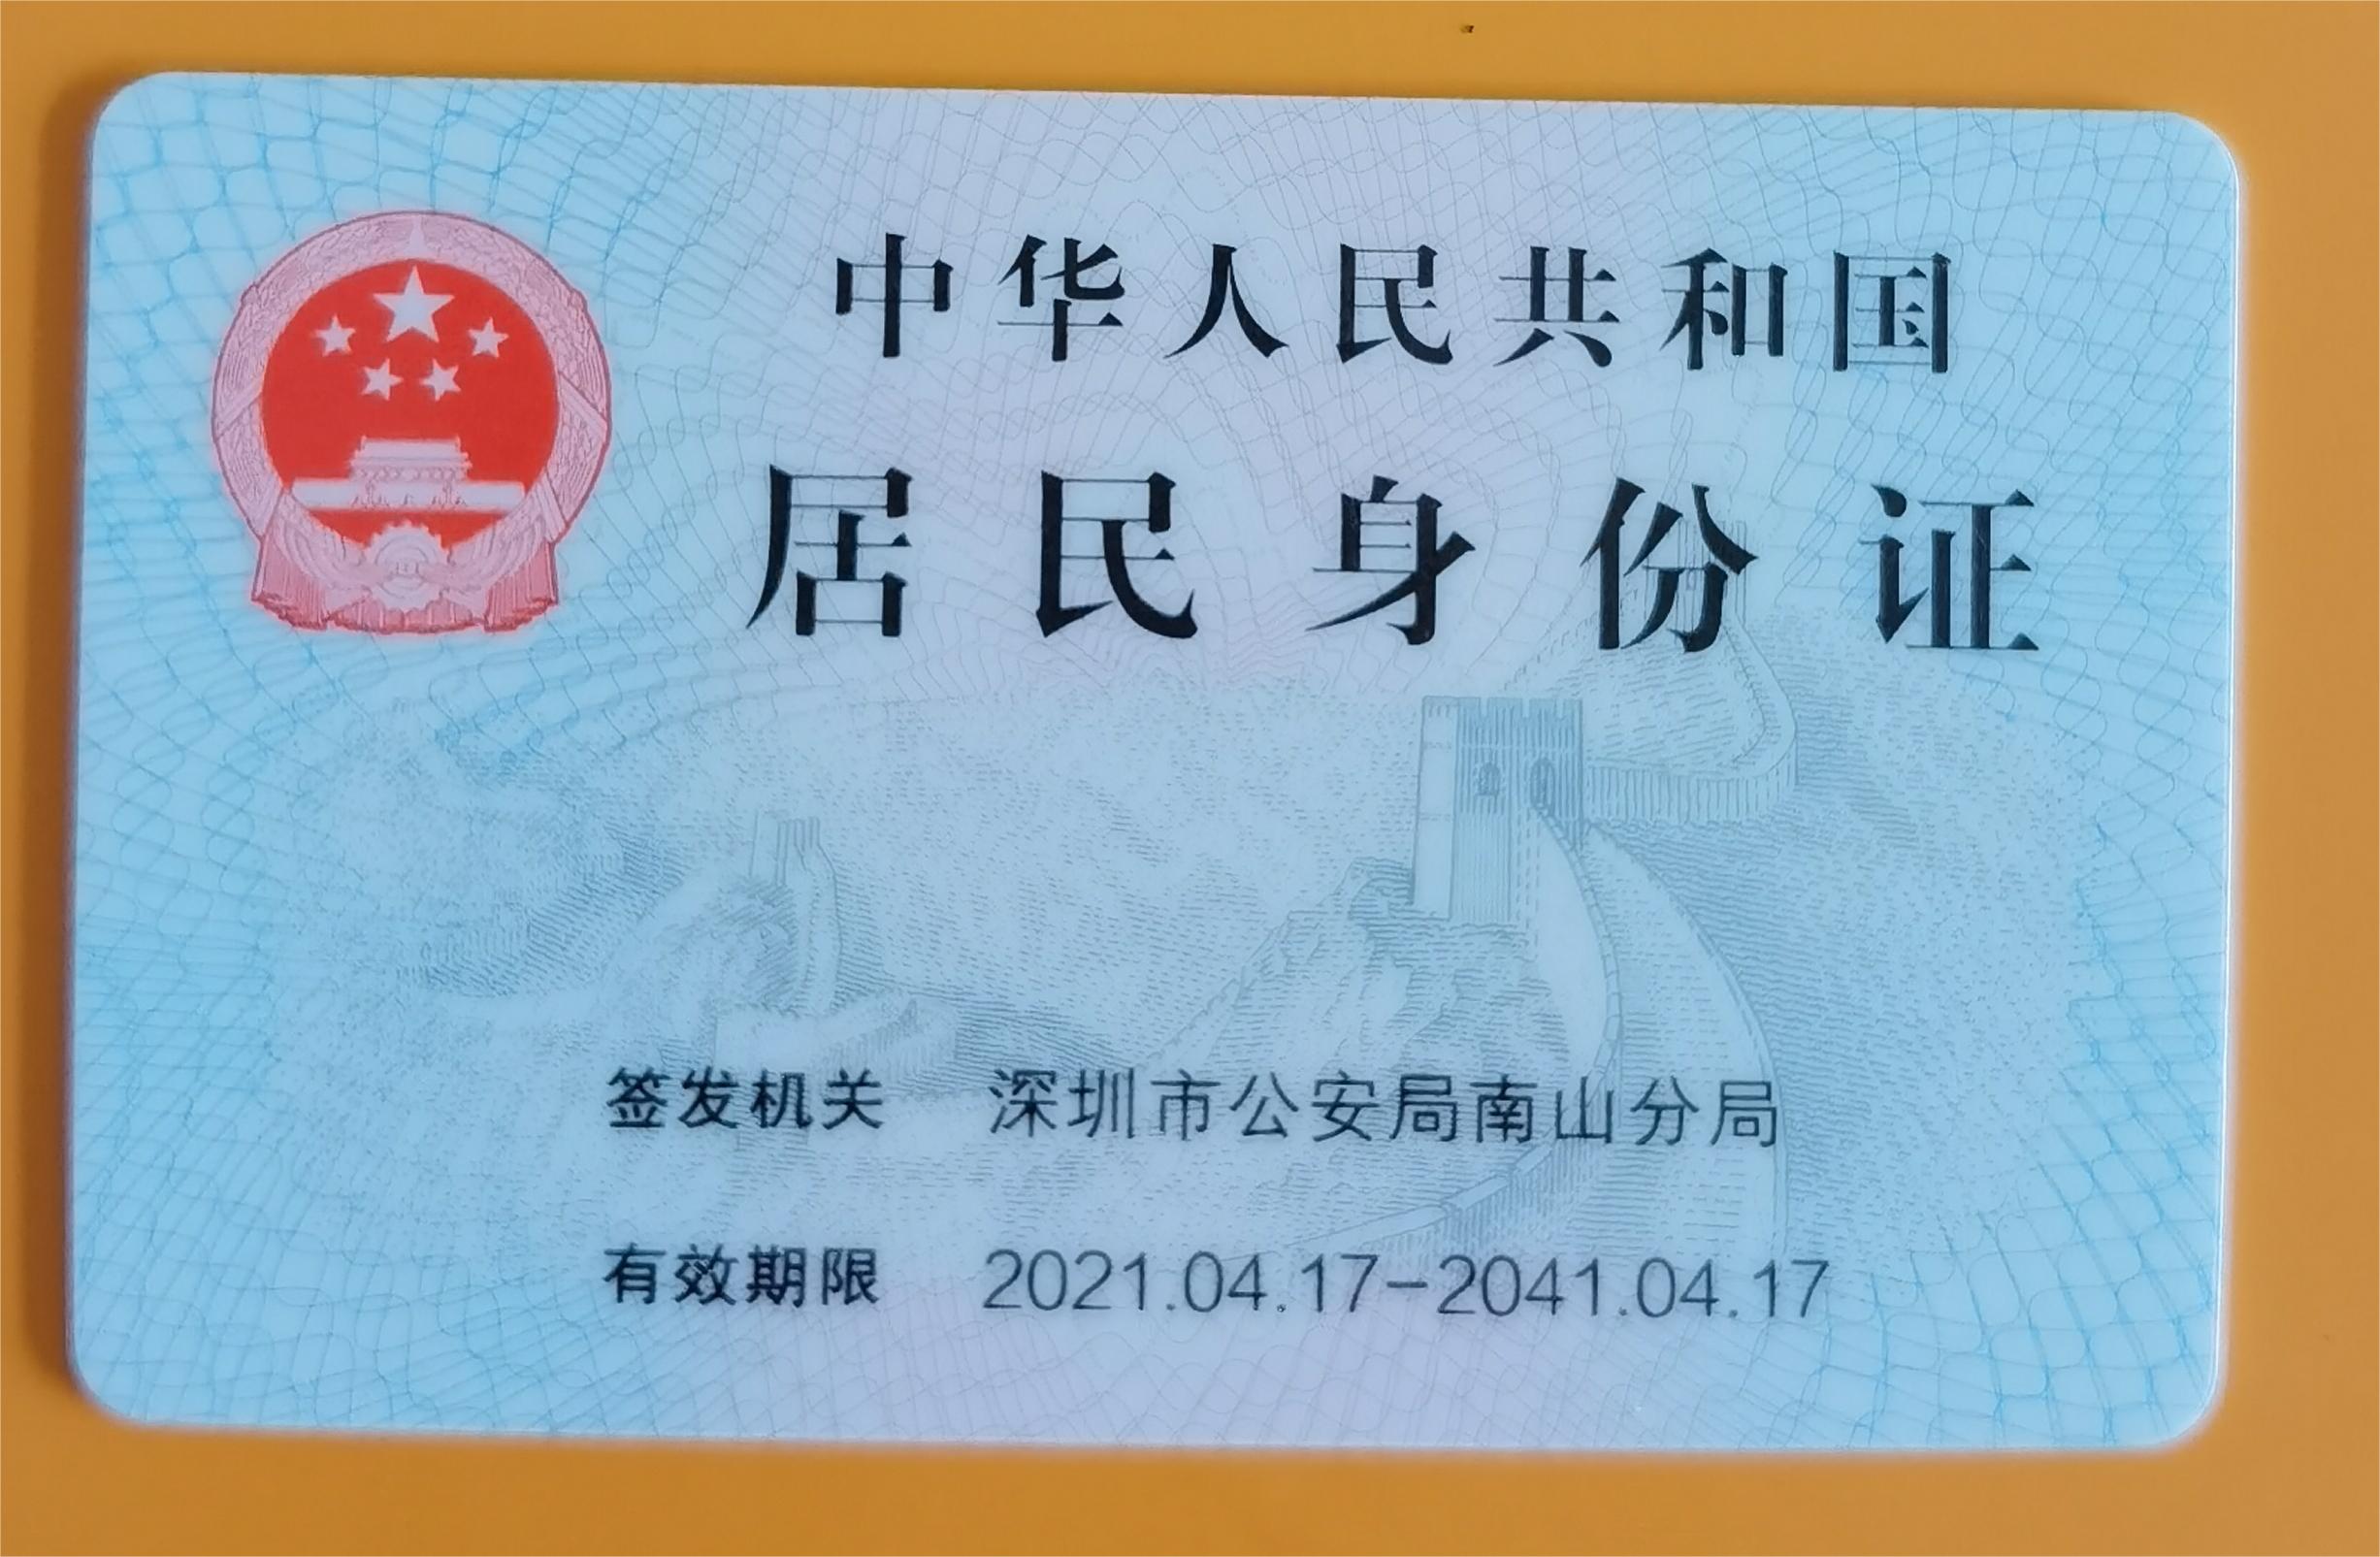 中华人民共和国
居民身份证
签发机关 深圳市公安局南山分局
有效期限 2021.04.17-2041.04.17